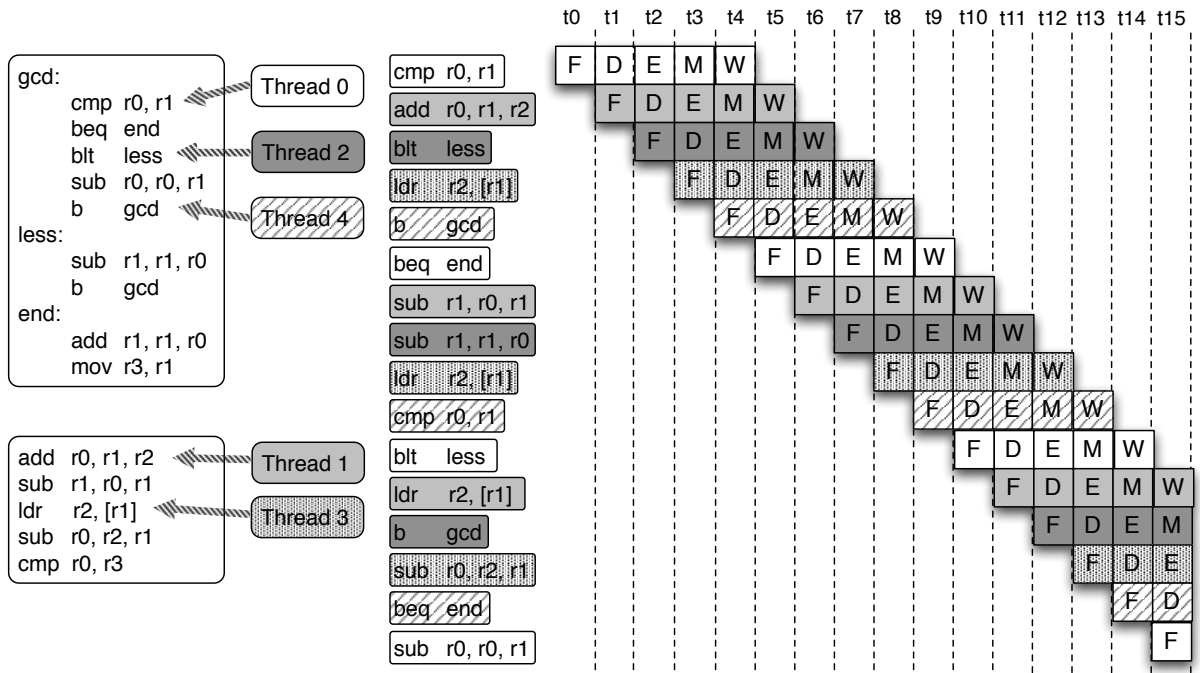 t0 t1 t2 t3 t4 t5 t6 t7 t8 t9 t10 t11 t12 t13 t14 t15
gcd:
cmp r0, r1
beq end
blt less
sub r0, r0, r1
b gcd
less:
sub r1, r1, r0
b gcd
end:
add r1, r1, r0
mov r3, r1
Thread 0
Thread 2
Thread 4
add r0, r1, r2
sub r1, r0, r1
ldr r2, [r1]
sub r0, r2, r1
cmp r0, r3
Thread 1
Thread 3
cmp r0, r1 F D E M W
add r0, r1, r2 F D E M W
blt less F D E M W
ldr r2, [r1] F D E M W
b gcd F D E M W
beq end F D E M W
sub r1, r0, r1 F D E M W
sub r1, r1, r0 F D E M W
ldr r2, [r1] F D E M W
cmp r0, r1 F D E M W
blt less F D E M W
ldr r2, [r1] F D E M W
b gcd F D E M
sub r0, r2, r1 F D E
beq end F D
sub r0, r0, r1 F